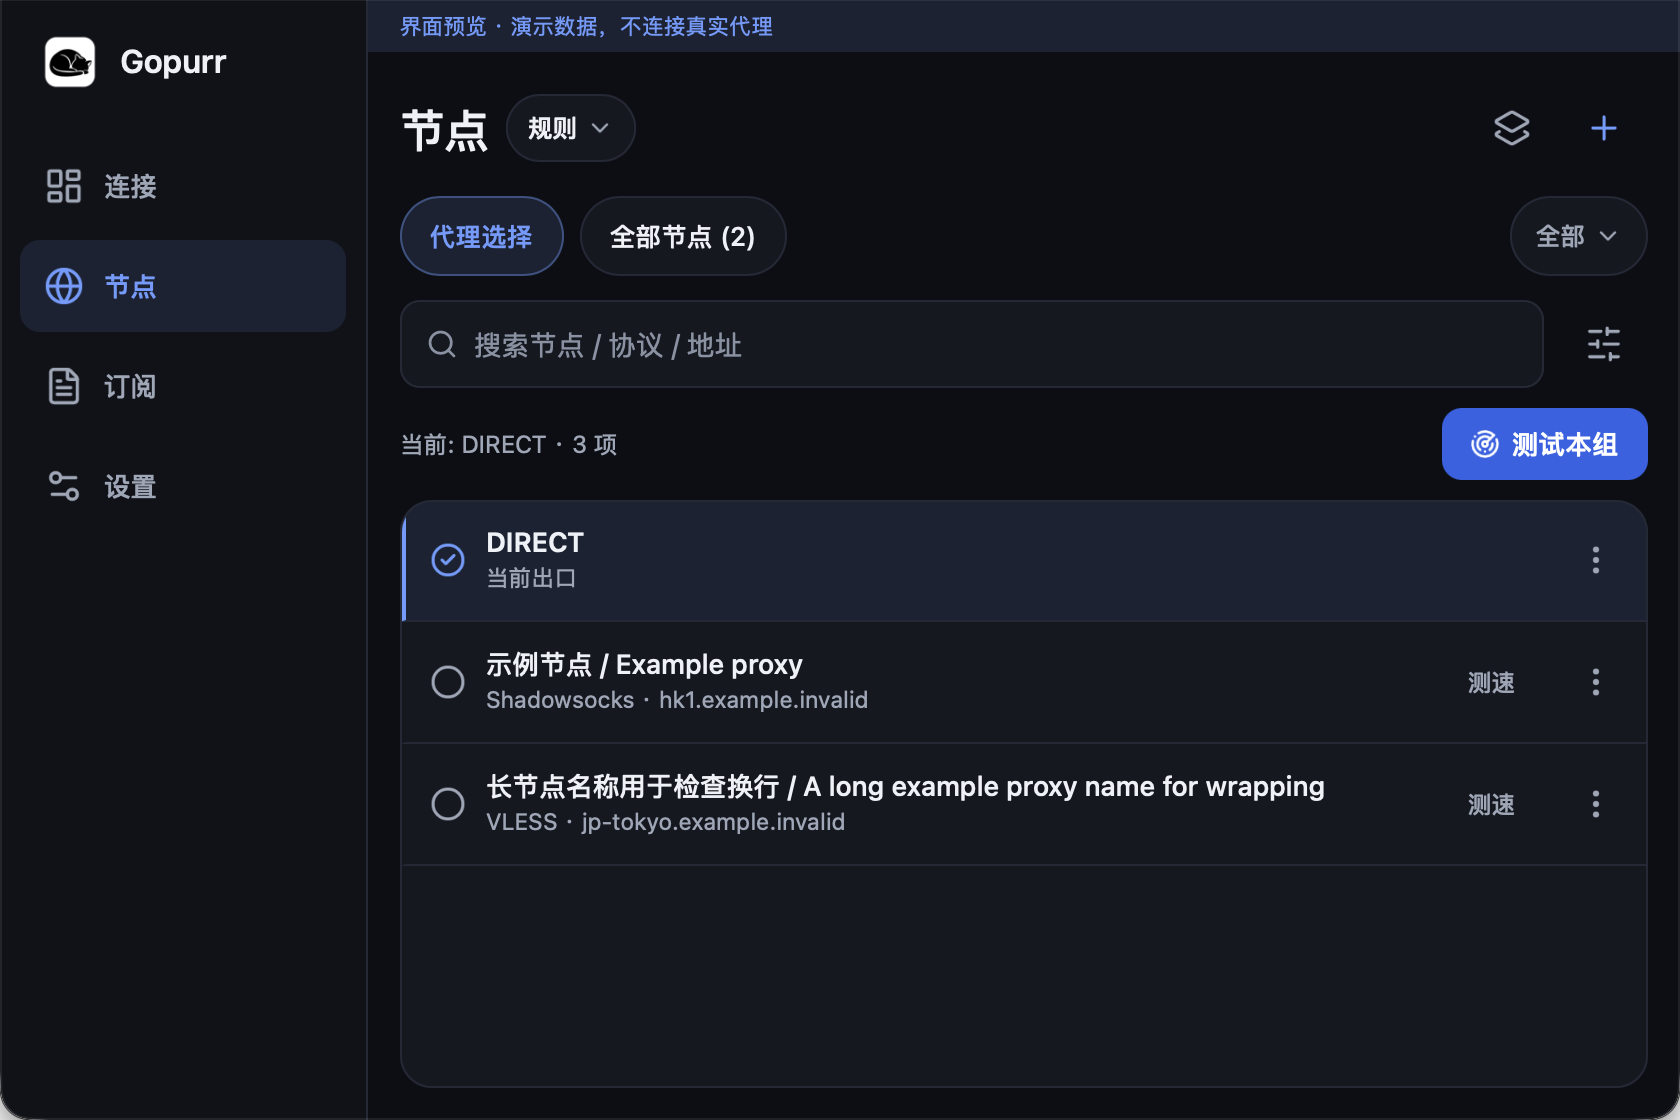 Gopurr
连接
节点
订阅
设置
界面预览 · 演示数据，不连接真实代理
节点 规则
代理选择 全部节点 (2) 全部
搜索节点 / 协议 / 地址
当前: DIRECT · 3 项 测试本组
DIRECT
当前出口
示例节点 / Example proxy
Shadowsocks · hk1.example.invalid
测速
长节点名称用于检查换行 / A long example proxy name for wrapping
VLESS · jp-tokyo.example.invalid
测速